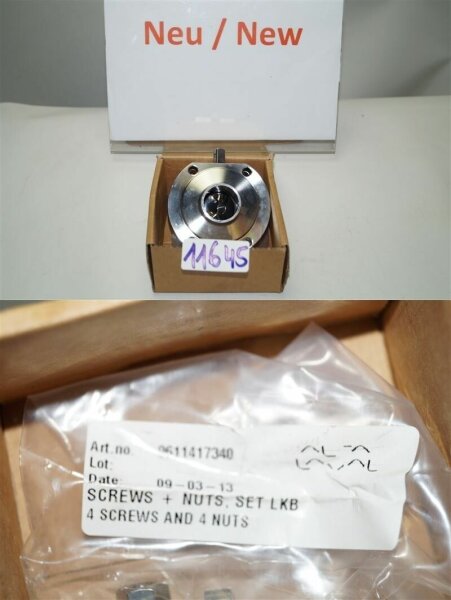 Neu / New
11645
Art.no. 9611417340
ALFA
LAVAL
Lot:
Date: 09-03-13
SCREWS + NUTS, SET LKB
4 SCREWS AND 4 NUTS